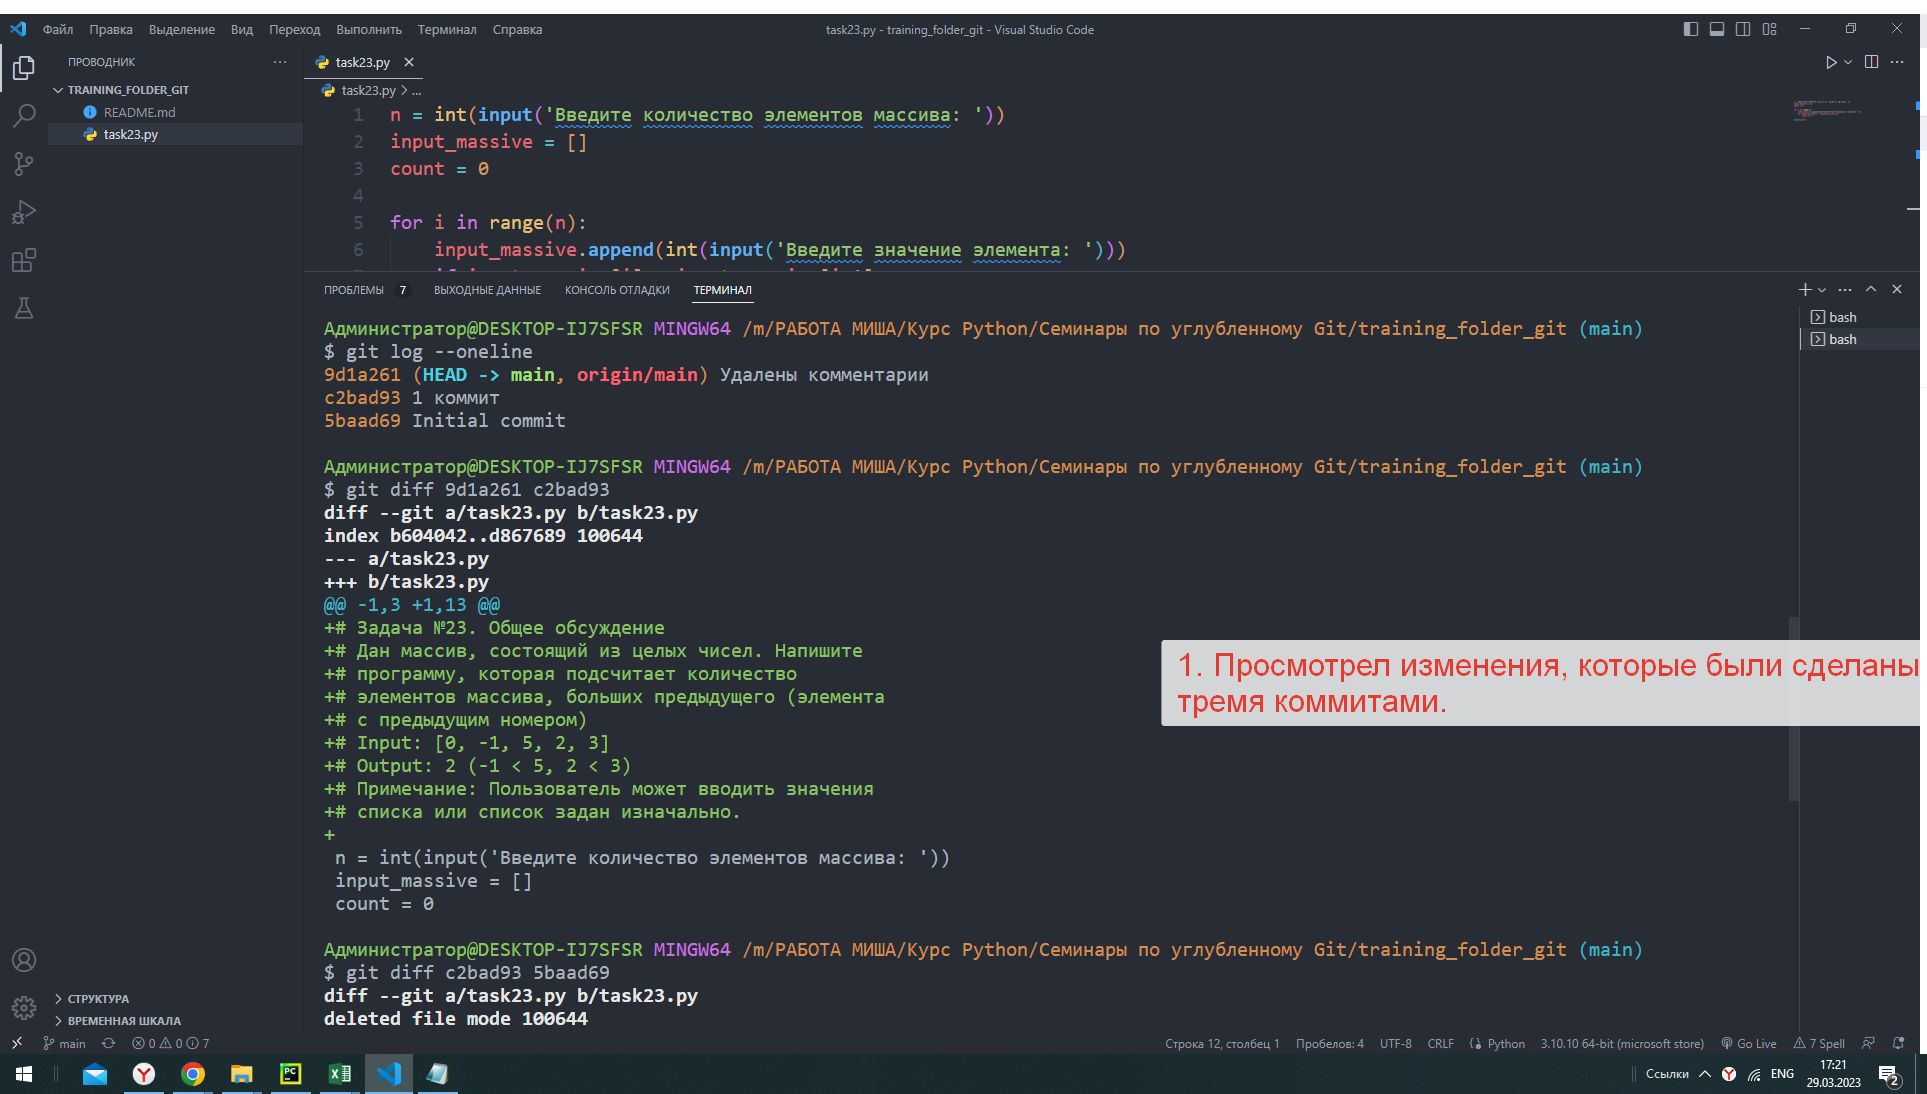 Файл Правка Выделение Вид Переход Выполнить Терминал Справка
task23.py - training_folder_git - Visual Studio Code
ПРОВОДНИК
TRAINING_FOLDER_GIT
README.md
task23.py
task23.py
task23.py > ...
1 n = int(input('Введите количество элементов массива: '))
2 input_massive = []
3 count = 0
4
5 for i in range(n):
6 input_massive.append(int(input('Введите значение элемента: ')))
ПРОБЛЕМЫ 7 ВЫХОДНЫЕ ДАННЫЕ КОНСОЛЬ ОТЛАДКИ ТЕРМИНАЛ
bash
bash
Администратор@DESKTOP-IJ7SFSR MINGW64 /m/РАБОТА МИША/Курс Python/Семинары по углубленному Git/training_folder_git (main)
$ git log --oneline
9d1a261 (HEAD -> main, origin/main) Удалены комментарии
c2bad93 1 коммит
5baad69 Initial commit
Администратор@DESKTOP-IJ7SFSR MINGW64 /m/РАБОТА МИША/Курс Python/Семинары по углубленному Git/training_folder_git (main)
$ git diff 9d1a261 c2bad93
diff --git a/task23.py b/task23.py
index b604042..d867689 100644
--- a/task23.py
+++ b/task23.py
@@ -1,3 +1,13 @@
+# Задача №23. Общее обсуждение
+# Дан массив, состоящий из целых чисел. Напишите
+# программу, которая подсчитает количество
+# элементов массива, больших предыдущего (элемента
+# с предыдущим номером)
+# Input: [0, -1, 5, 2, 3]
+# Output: 2 (-1 < 5, 2 < 3)
+# Примечание: Пользователь может вводить значения
+# списка или список задан изначально.
+
n = int(input('Введите количество элементов массива: '))
input_massive = []
count = 0
1. Просмотрел изменения, которые были сделаны
тремя коммитами.
Администратор@DESKTOP-IJ7SFSR MINGW64 /m/РАБОТА МИША/Курс Python/Семинары по углубленному Git/training_folder_git (main)
$ git diff c2bad93 5baad69
diff --git a/task23.py b/task23.py
deleted file mode 100644
СТРУКТУРА
ВРЕМЕННАЯ ШКАЛА
main 0 0 7
Строка 12, столбец 1 Пробелов: 4 UTF-8 CRLF Python 3.10.10 64-bit (microsoft store) Go Live 7 Spell
Ссылки ENG 17:21
29.03.2023 2